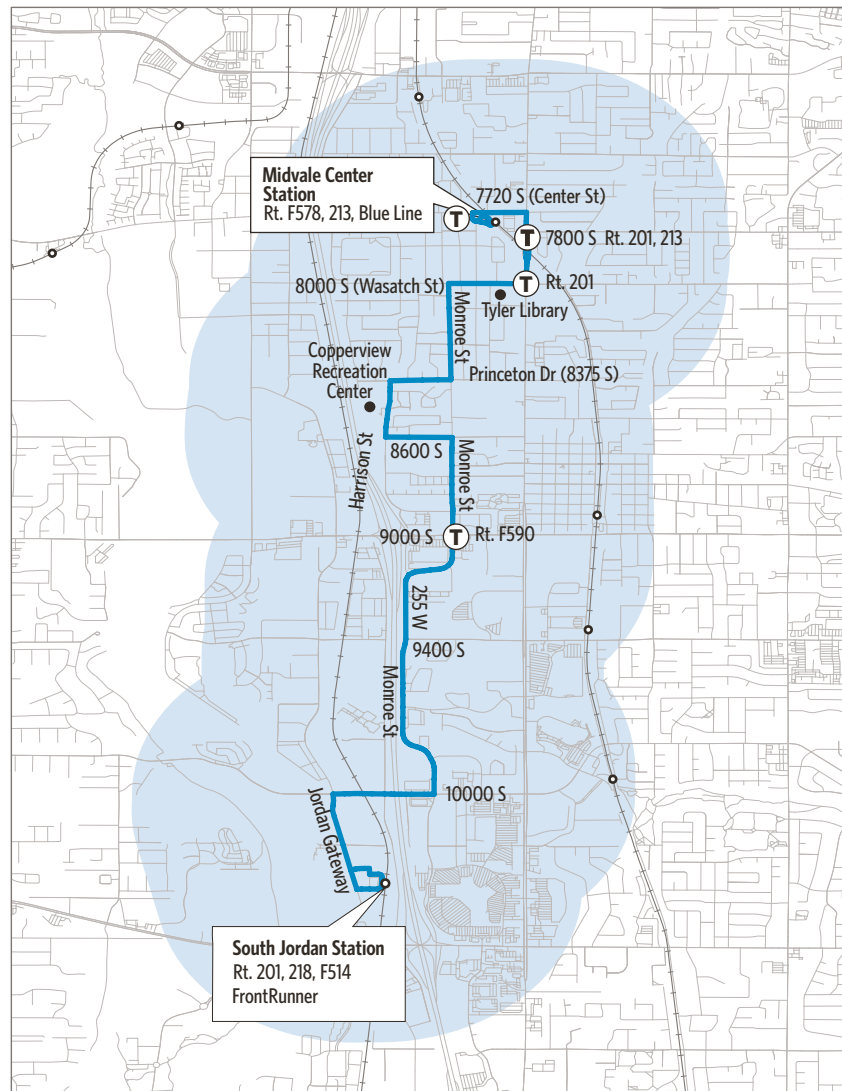 Midvale Center
Station
Rt. F578, 213, Blue Line
7720 S (Center St)
T
T
7800 S Rt. 201, 213
8000 S (Wasatch St)
T
Rt. 201
Tyler Library
Monroe St
Copperview
Recreation
Center
Princeton Dr (8375 S)
Harrison St
8600 S
Monroe St
9000 S
T
Rt. F590
255 W
9400 S
Monroe St
10000 S
Jordan Gateway
South Jordan Station
Rt. 201, 218, F514
FrontRunner